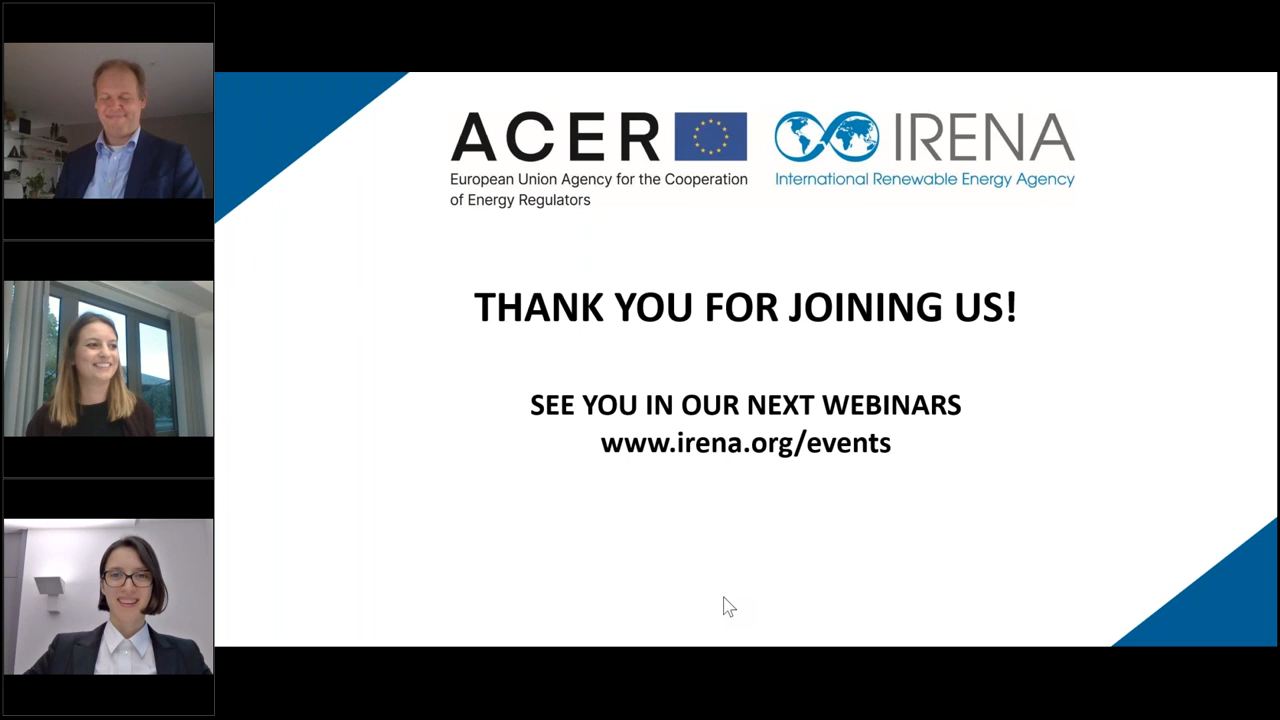 ACER
European Union Agency for the Cooperation
of Energy Regulators
IRENA
International Renewable Energy Agency
THANK YOU FOR JOINING US!
SEE YOU IN OUR NEXT WEBINARS
www.irena.org/events